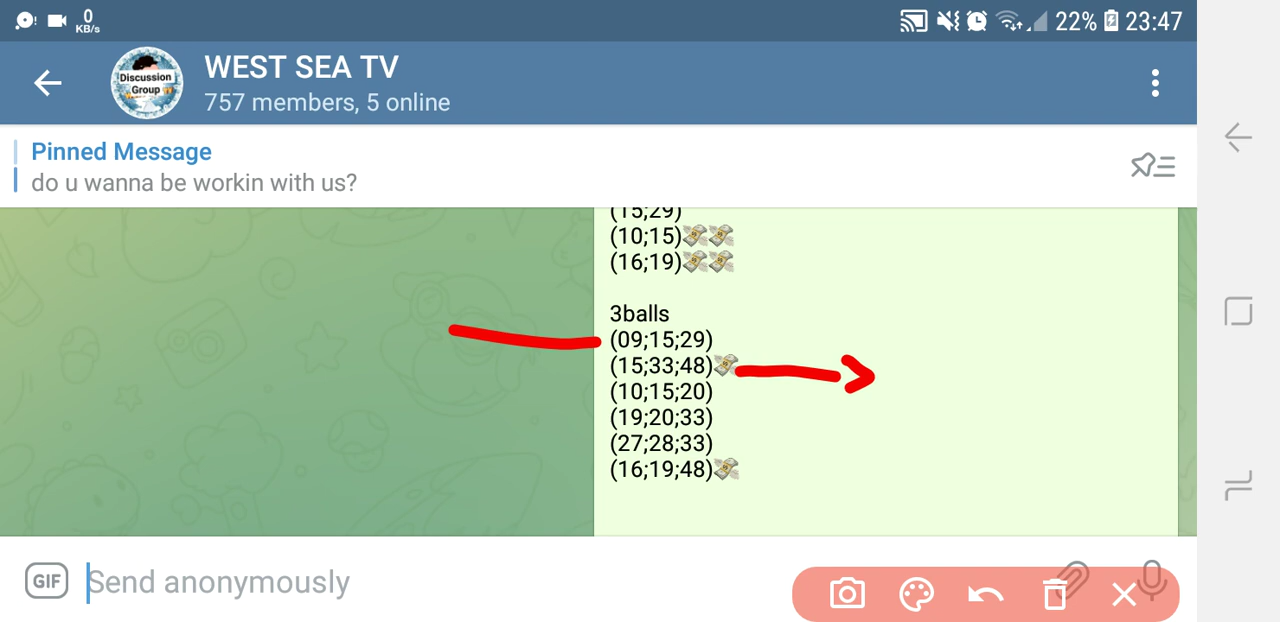 0
KB/s
22%
23:47
Discussion
Group
WEST SEA TV
757 members, 5 online
Pinned Message
do u wanna be workin with us?
(15;29)
(10;15)
(16;19)
3balls
(09;15;29)
(15;33;48)
(10;15;20)
(19;20;33)
(27;28;33)
(16;19;48)
GIF
Send anonymously